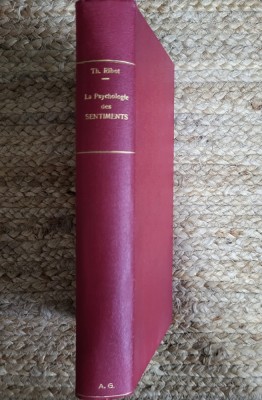 Th. Ribot
La Psychologie
des
SENTIMENTS
A. G.